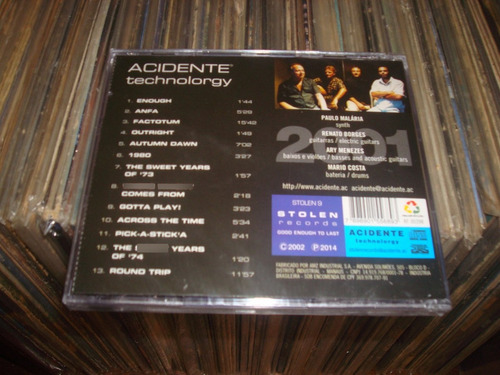 ACIDENTE
technolorgy
1. ENOUGH 1'44
2. ANFA 5'29
3. FACTOTUM 15'42
4. OUTRIGHT 1'49
5. AUTUMN DAWN 7'02
6. 1980 3'27
7. THE SWEET YEARS
OF '73 1'57
8.
COMES FROM 2'18
9. GOTTA PLAY! 3'03
10. ACROSS THE TIME 5'34
11. PICK-A-STICK'A 2'41
12. THE YEARS
OF '74 1'20
13. ROUND TRIP 11'57
2001
PAULO MALÁRIA
synth
RENATO BORGES
guitarras / electric guitars
ARY MENEZES
baixos e violões / basses and acoustic guitars
MARIO COSTA
bateria / drums
http://www.acidente.ac acidente@acidente.ac
STOLEN 9
STOLEN
records
GOOD ENOUGH TO LAST
©2002 ℗2014
ACIDENTE
technolorgy